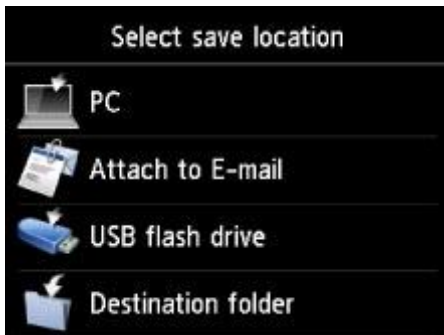 Select save location
PC
Attach to E-mail
USB flash drive
Destination folder